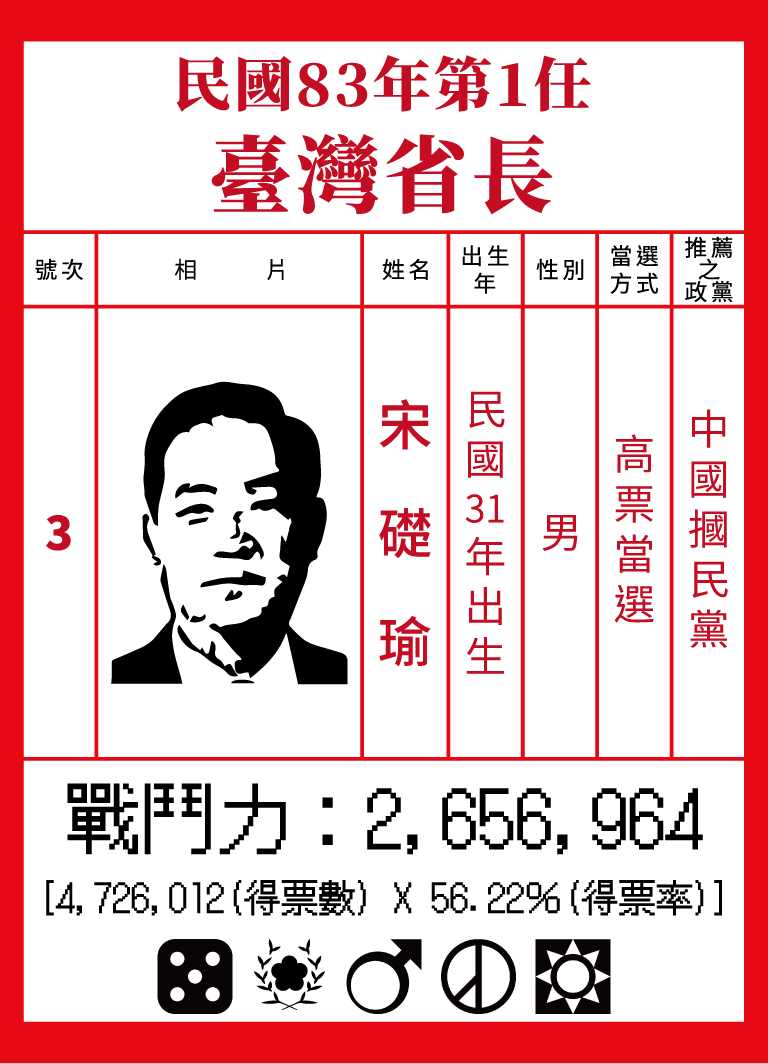 民國83年第1任
臺灣省長
號次
相片
姓名
出生年
性別
當選方式
推薦之政黨
3
宋礎瑜
民國31年出生
男
高票當選
中國摑民黨
戰鬥力：2,656,964
[4,726,012(得票數) X 56.22%(得票率)]